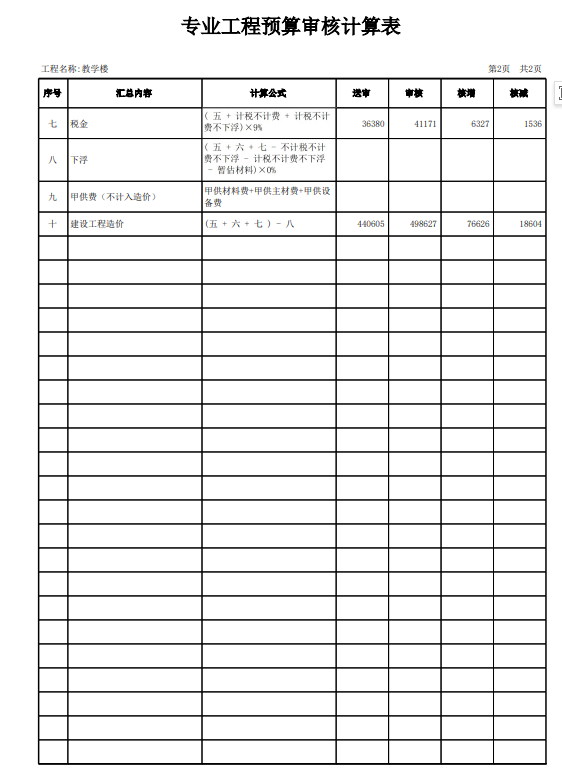 专业工程预算审核计算表
工程名称:教学楼 第2页 共2页
序号 汇总内容 计算公式 送审 审核 核增 核减
七 税金 ( 五 + 计税不计费 + 计税不计
费不下浮)×9% 36380 41171 6327 1536
八 下浮 ( 五 + 六 + 七 - 不计税不计
费不下浮 - 计税不计费不下浮
- 暂估材料)×0%
九 甲供费（不计入造价） 甲供材料费+甲供主材费+甲供设
备费
十 建设工程造价 (五 + 六 + 七 ) - 八 440605 498627 76626 18604